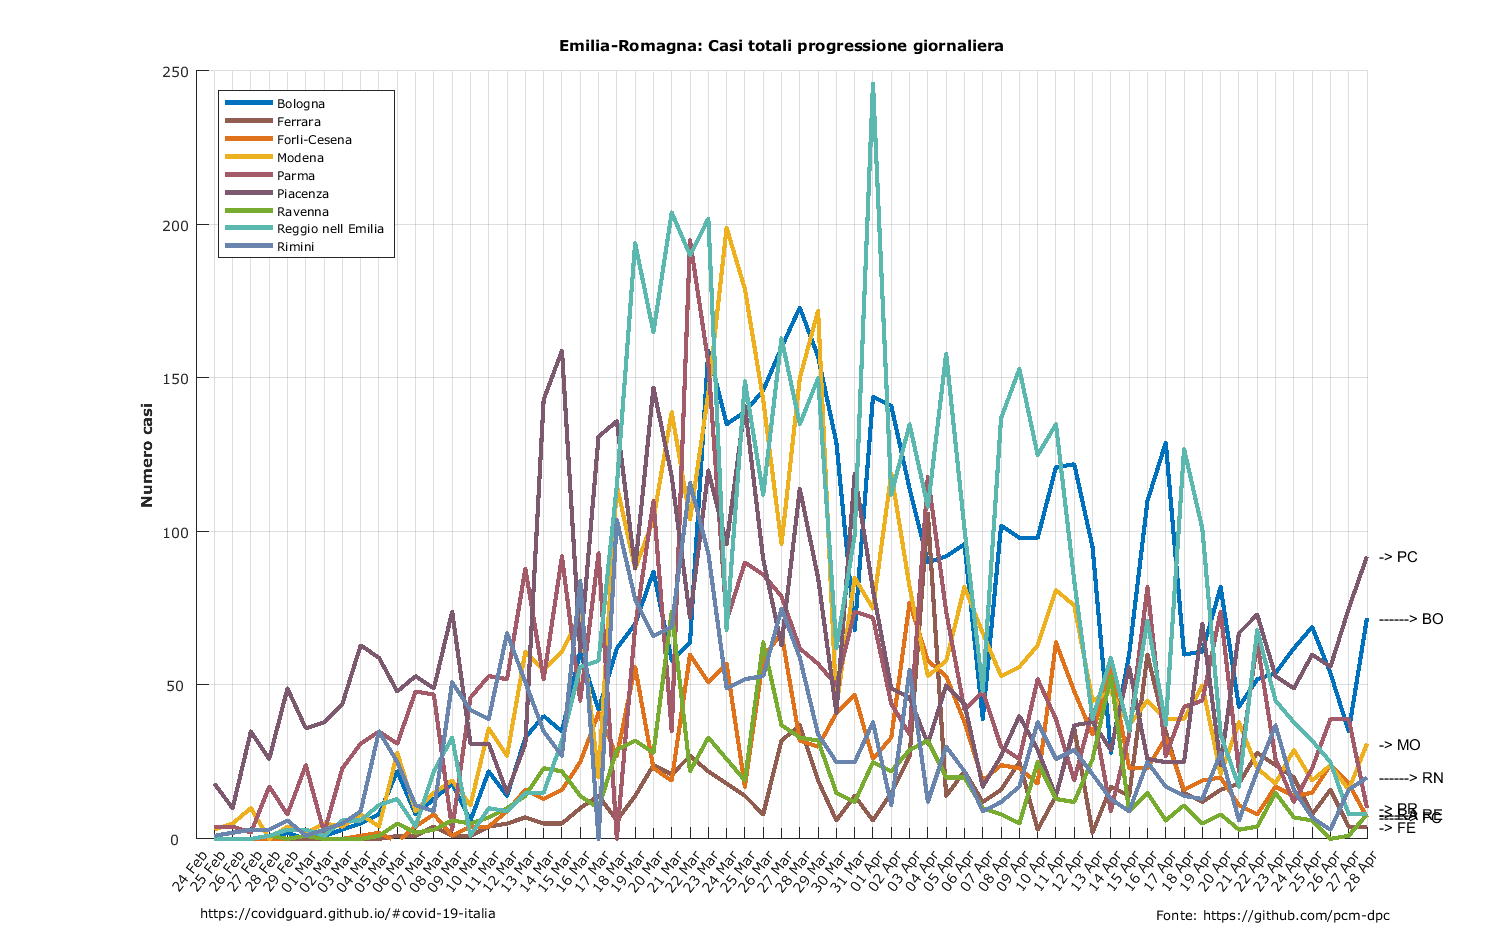 Emilia-Romagna: Casi totali progressione giornaliera
250
200
150
100
50
0
Numero casi
Bologna
Ferrara
Forlì-Cesena
Modena
Parma
Piacenza
Ravenna
Reggio nell Emilia
Rimini
-> PC
------> BO
-> MO
------> RN
-> PR
-> FE
24 Feb
25 Feb
26 Feb
27 Feb
28 Feb
29 Feb
01 Mar
02 Mar
03 Mar
04 Mar
05 Mar
06 Mar
07 Mar
08 Mar
09 Mar
10 Mar
11 Mar
12 Mar
13 Mar
14 Mar
15 Mar
16 Mar
17 Mar
18 Mar
19 Mar
20 Mar
21 Mar
22 Mar
23 Mar
24 Mar
25 Mar
26 Mar
27 Mar
28 Mar
29 Mar
30 Mar
31 Mar
01 Apr
02 Apr
03 Apr
04 Apr
05 Apr
06 Apr
07 Apr
08 Apr
09 Apr
10 Apr
11 Apr
12 Apr
13 Apr
14 Apr
15 Apr
16 Apr
17 Apr
18 Apr
19 Apr
20 Apr
21 Apr
22 Apr
23 Apr
24 Apr
25 Apr
26 Apr
27 Apr
28 Apr
https://covidguard.github.io/#covid-19-italia
Fonte: https://github.com/pcm-dpc